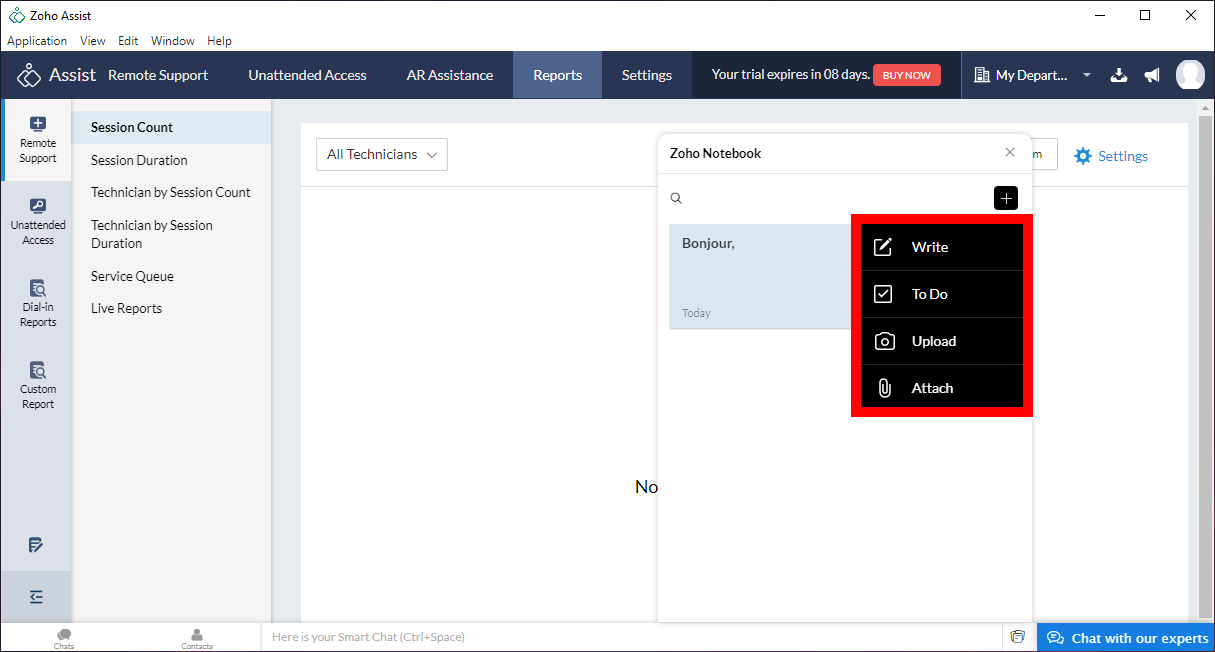 Zoho Assist
Application View Edit Window Help
Assist Remote Support Unattended Access AR Assistance Reports Settings Your trial expires in 08 days. BUY NOW My Depart...
Remote
Support
Unattended
Access
Dial-in
Reports
Custom
Report
Session Count
Session Duration
Technician by Session Count
Technician by Session
Duration
Service Queue
Live Reports
All Technicians
m
Settings
No
Zoho Notebook
Bonjour,
Today
Write
To Do
Upload
Attach
Chats
Contacts
Here is your Smart Chat (Ctrl+Space)
Chat with our experts